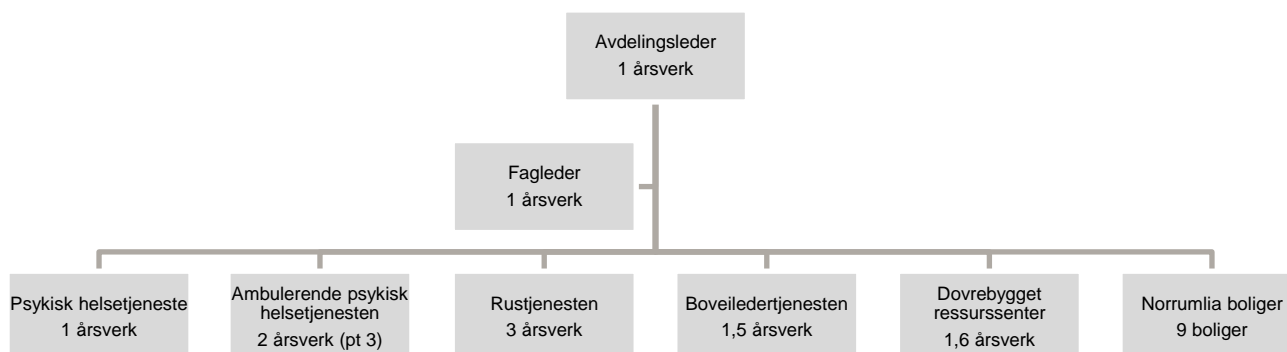 Avdelingsleder
1 årsverk
Fagleder
1 årsverk
Psykisk helsetjeneste
1 årsverk
Ambulerende psykisk
helsetjenesten
2 årsverk (pt 3)
Rustjenesten
3 årsverk
Boveiledertjenesten
1,5 årsverk
Dovrebygget
ressurssenter
1,6 årsverk
Norrumlia boliger
9 boliger